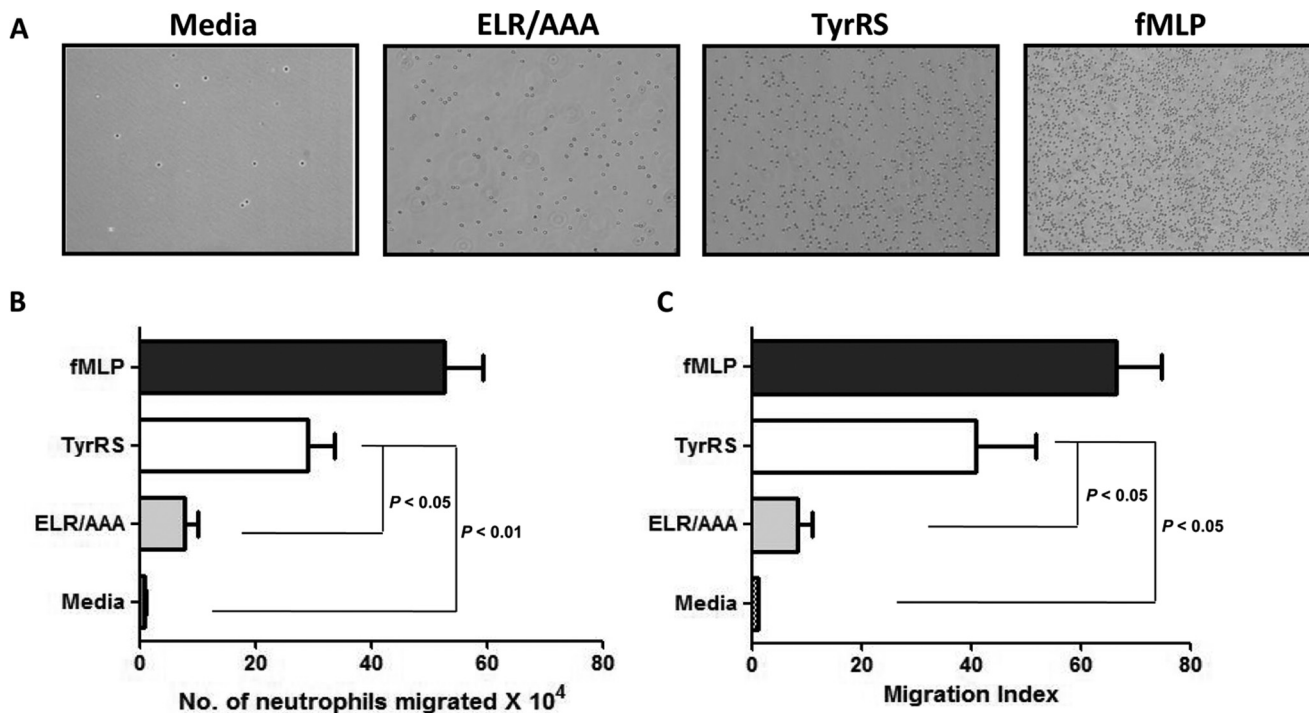 A
Media
ELR/AAA
TyrRS
fMLP
B
fMLP
TyrRS
ELR/AAA
Media
P < 0.05
P < 0.01
0
20
40
60
80
No. of neutrophils migrated X 10⁴
C
fMLP
TyrRS
ELR/AAA
Media
P < 0.05
P < 0.05
0
20
40
60
80
Migration Index